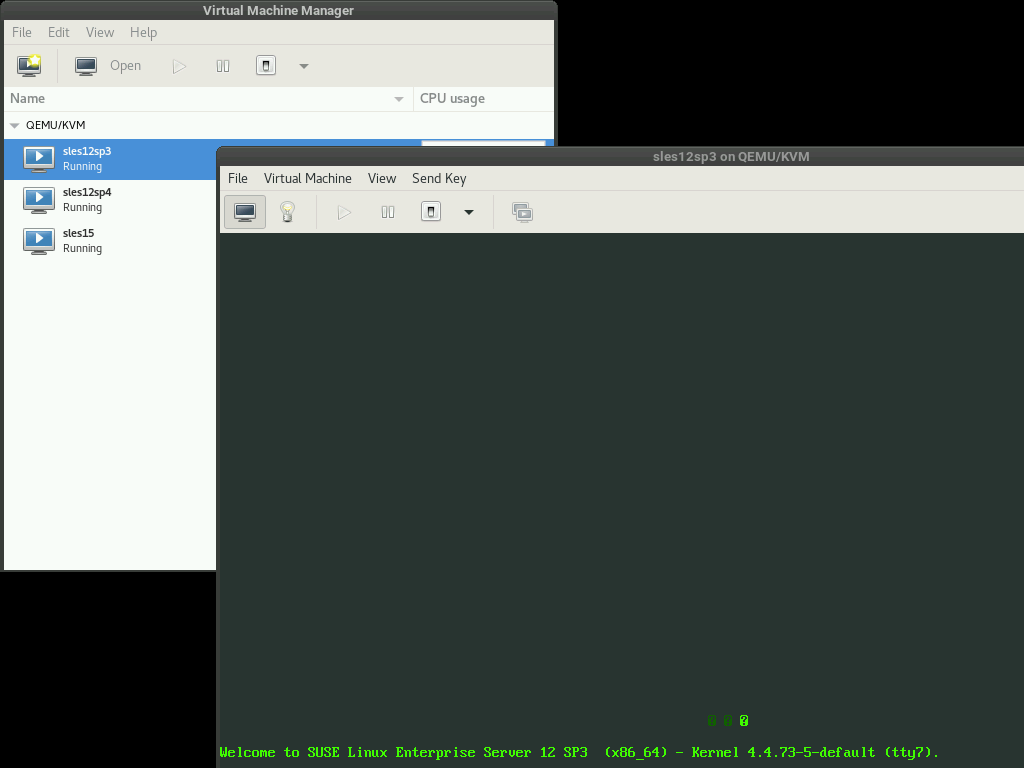 Virtual Machine Manager
File Edit View Help
Open
Name CPU usage
QEMU/KVM
sles12sp3
Running
sles12sp4
Running
sles15
Running
sles12sp3 on QEMU/KVM
File Virtual Machine View Send Key
? ? ?
Welcome to SUSE Linux Enterprise Server 12 SP3 (x86_64) - Kernel 4.4.73-5-default (tty7).